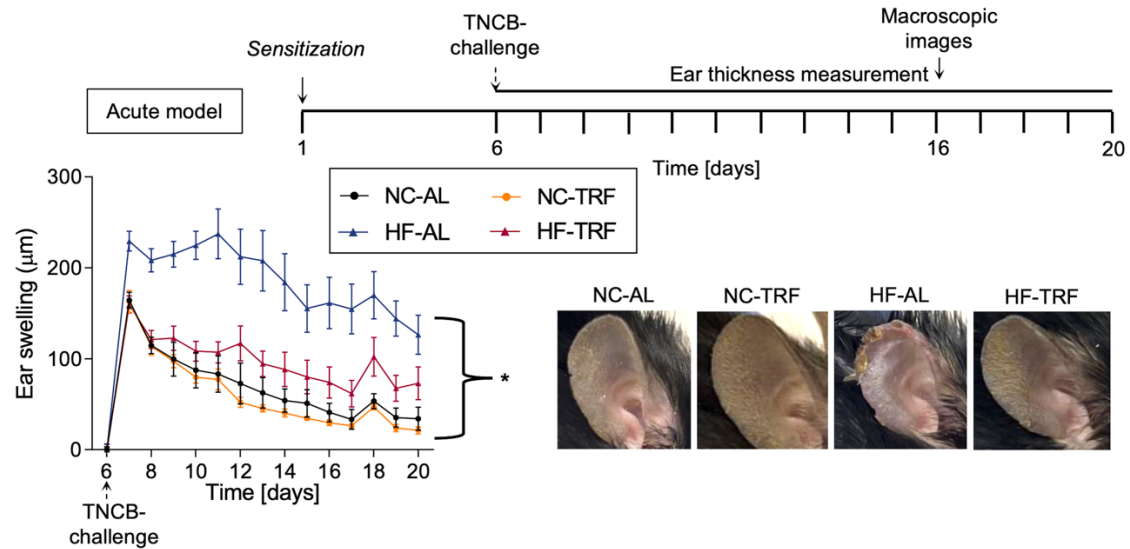 TNCB-
challenge
Macroscopic
images
Sensitization
Ear thickness measurement
Acute model
1
6
16
20
Time [days]
300
200
100
0
Ear swelling (µm)
NC-AL
NC-TRF
HF-AL
HF-TRF
*
6
8
10
12
14
16
18
20
Time [days]
TNCB-
challenge
NC-AL
NC-TRF
HF-AL
HF-TRF